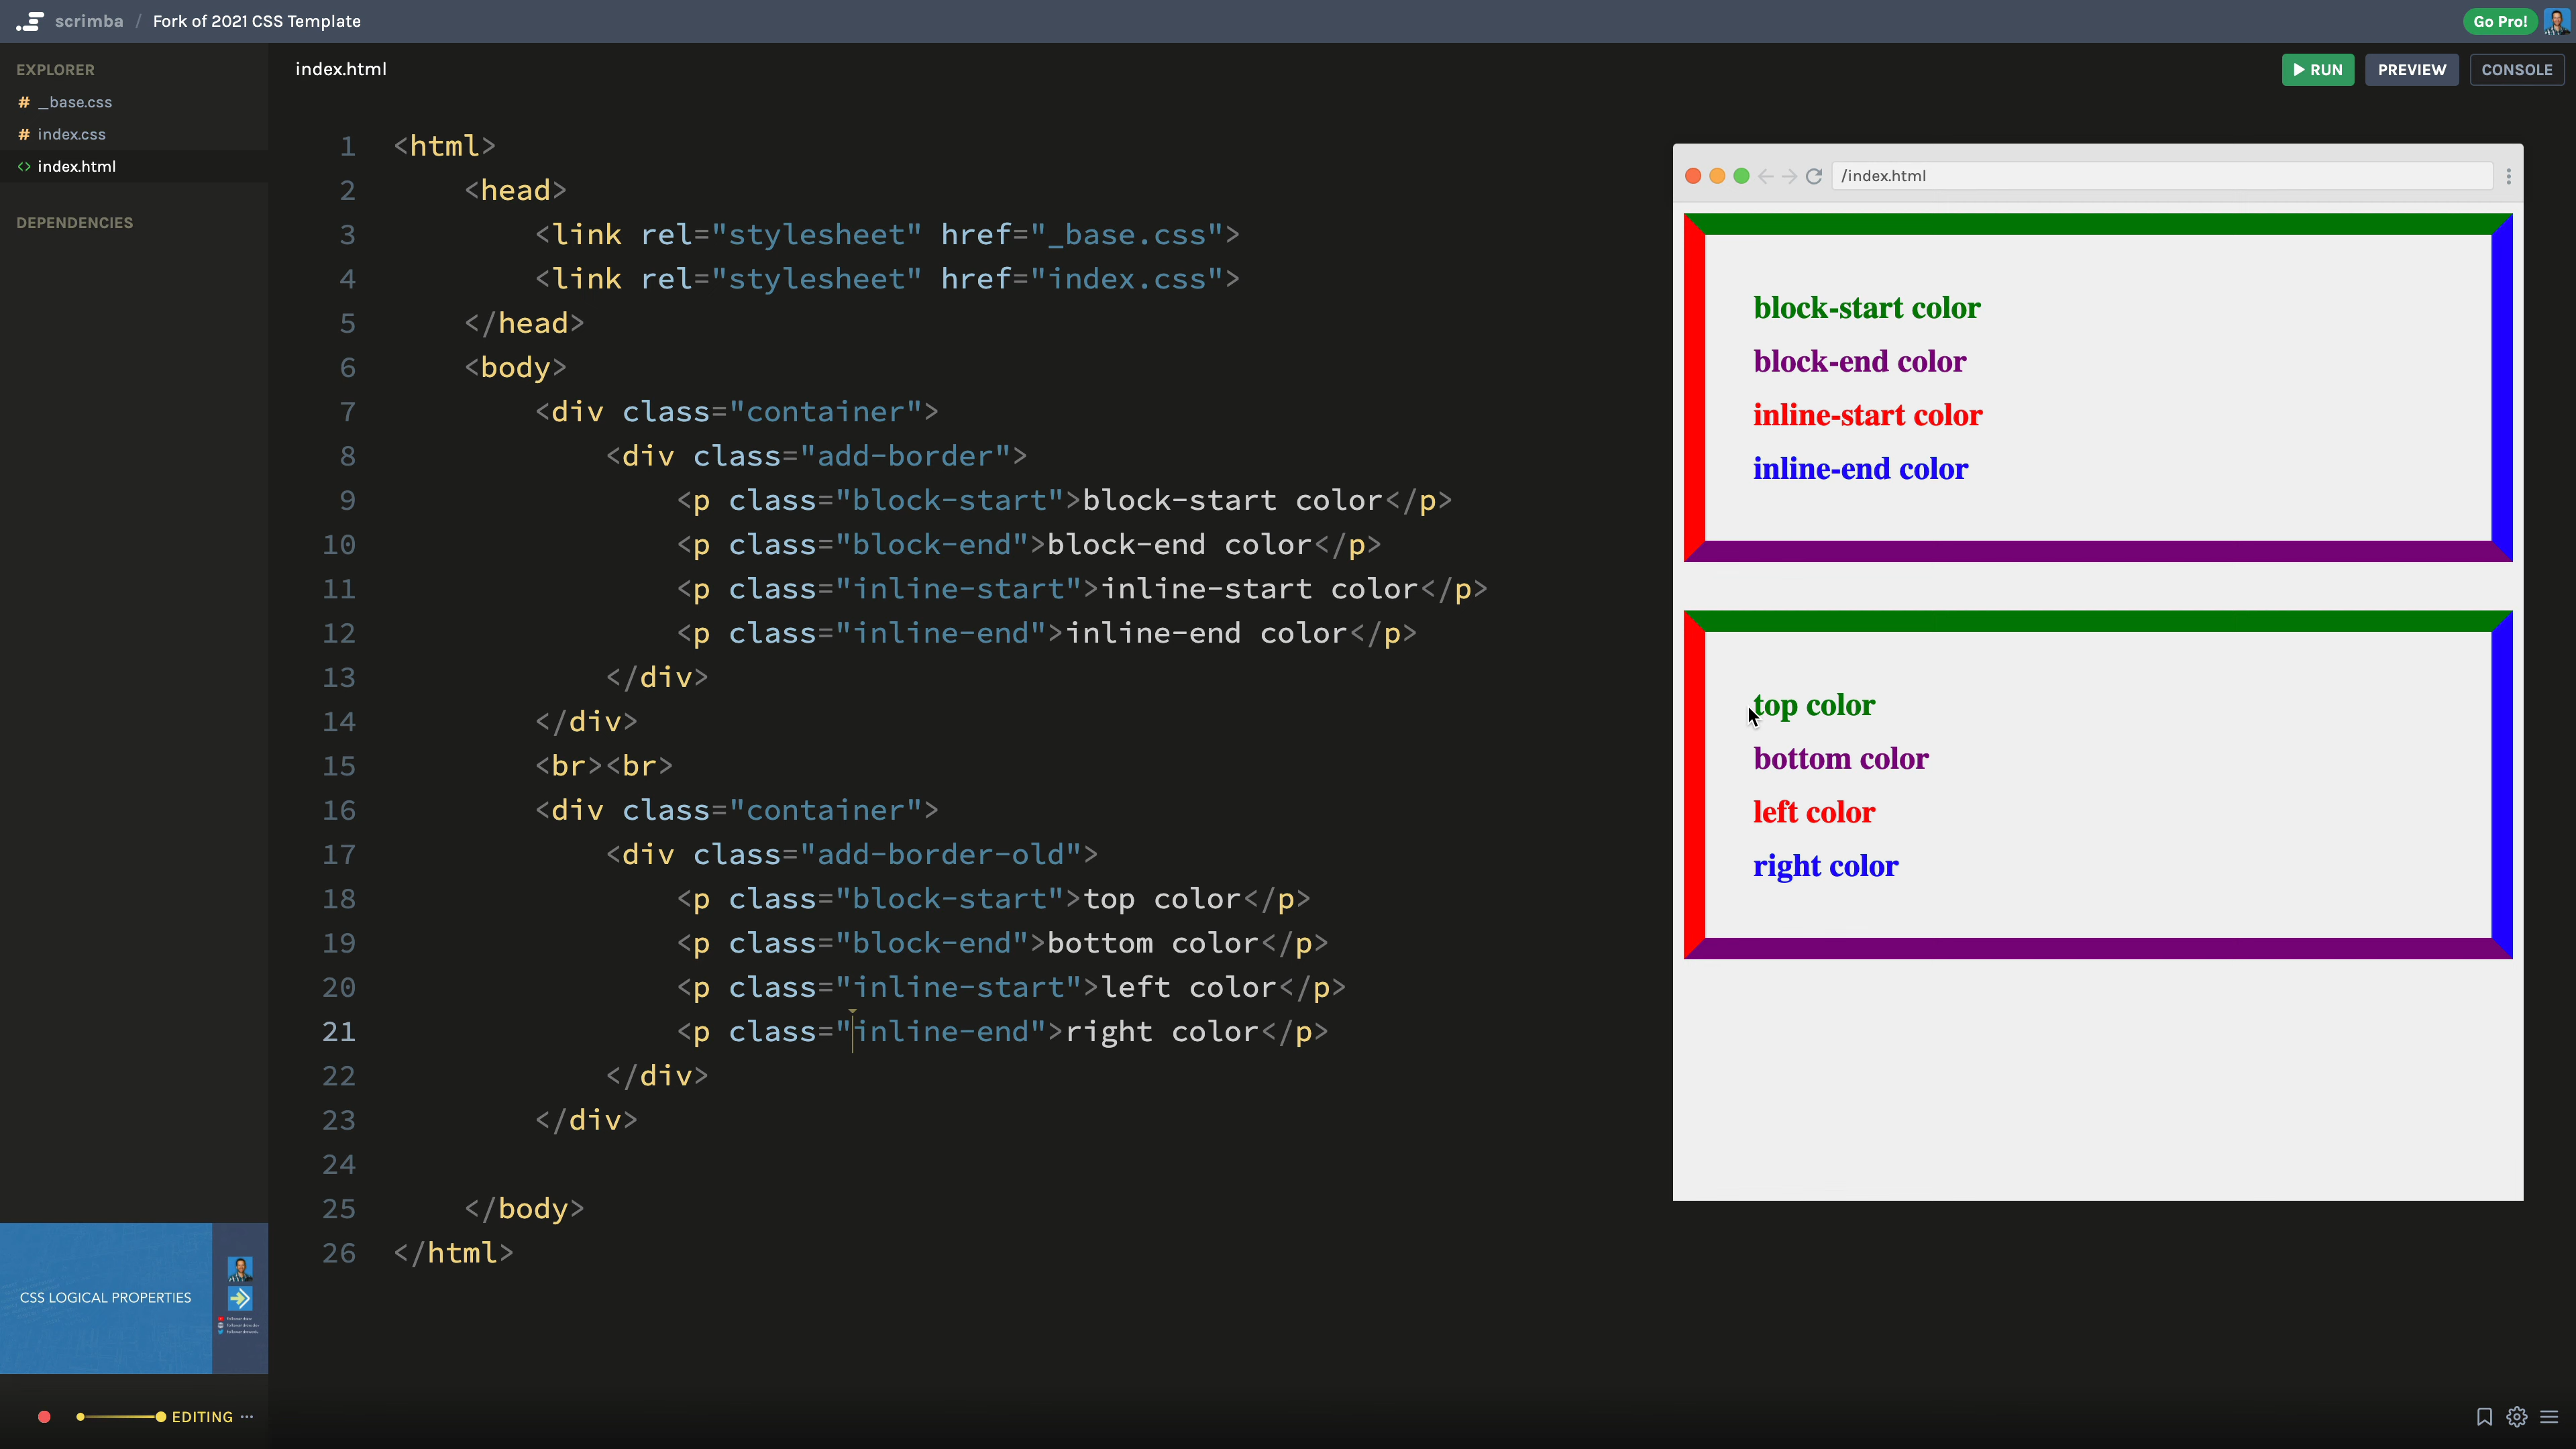 scrimba / Fork of 2021 CSS Template
Go Pro!
EXPLORER
# _base.css
# index.css
<> index.html
DEPENDENCIES
index.html
RUN
PREVIEW
CONSOLE
1 <html>
2 <head>
3 <link rel="stylesheet" href="_base.css">
4 <link rel="stylesheet" href="index.css">
5 </head>
6 <body>
7 <div class="container">
8 <div class="add-border">
9 <p class="block-start">block-start color</p>
10 <p class="block-end">block-end color</p>
11 <p class="inline-start">inline-start color</p>
12 <p class="inline-end">inline-end color</p>
13 </div>
14 </div>
15 <br><br>
16 <div class="container">
17 <div class="add-border-old">
18 <p class="block-start">top color</p>
19 <p class="block-end">bottom color</p>
20 <p class="inline-start">left color</p>
21 <p class="inline-end">right color</p>
22 </div>
23 </div>
24
25 </body>
26 </html>
/index.html
block-start color
block-end color
inline-start color
inline-end color
top color
bottom color
left color
right color
CSS LOGICAL PROPERTIES
EDITING ...